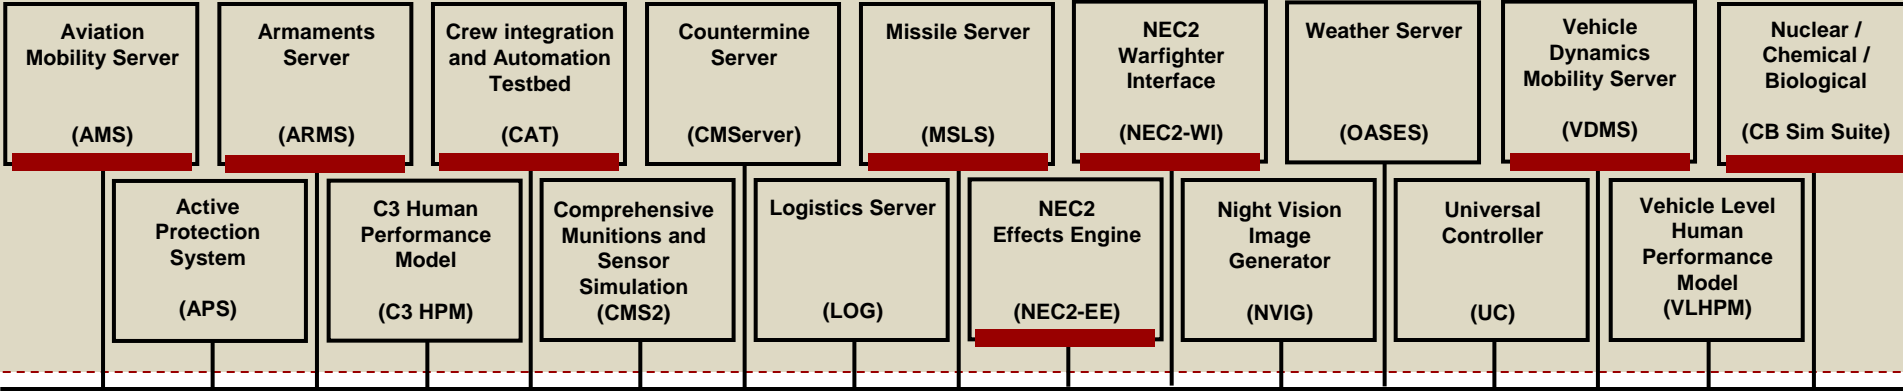 Aviation
Mobility Server
(AMS)
Armaments
Server
(ARMS)
Crew integration
and Automation
Testbed
(CAT)
Countermine
Server
(CMServer)
Missile Server
(MSLS)
NEC2
Warfighter
Interface
(NEC2-WI)
Weather Server
(OASES)
Vehicle
Dynamics
Mobility Server
(VDMS)
Nuclear /
Chemical /
Biological
(CB Sim Suite)
Active
Protection
System
(APS)
C3 Human
Performance
Model
(C3 HPM)
Comprehensive
Munitions and
Sensor
Simulation
(CMS2)
Logistics Server
(LOG)
NEC2
Effects Engine
(NEC2-EE)
Night Vision
Image
Generator
(NVIG)
Universal
Controller
(UC)
Vehicle Level
Human
Performance
Model
(VLHPM)